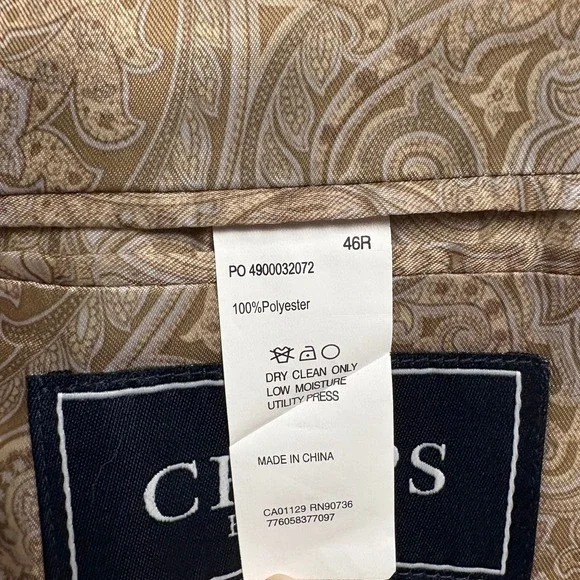 46R
PO 4900032072
100%Polyester
DRY CLEAN ONLY
LOW MOISTURE
UTILITY PRESS
MADE IN CHINA
CA01129 RN90736
776058377097